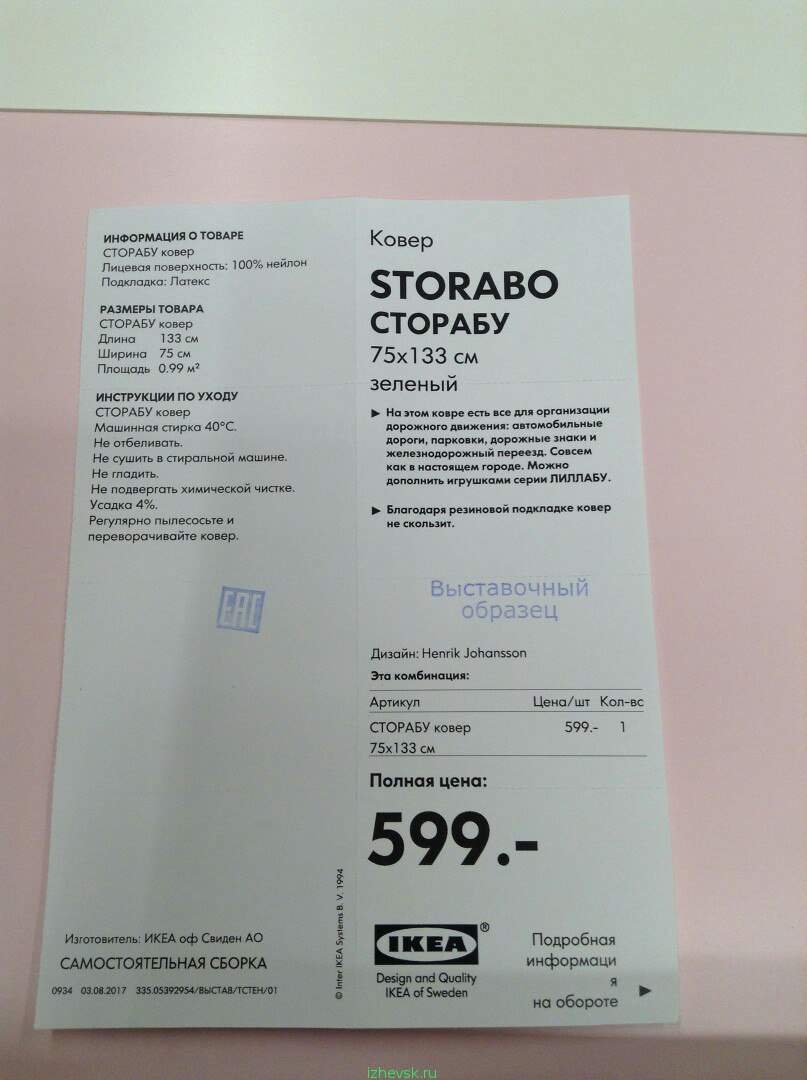 ИНФОРМАЦИЯ О ТОВАРЕ
СТОРАБУ ковер
Лицевая поверхность: 100% нейлон
Подкладка: Латекс
РАЗМЕРЫ ТОВАРА
СТОРАБУ ковер
Длина 133 см
Ширина 75 см
Площадь 0.99 м²
ИНСТРУКЦИИ ПО УХОДУ
СТОРАБУ ковер
Машинная стирка 40°C.
Не отбеливать.
Не сушить в стиральной машине.
Не гладить.
Не подвергать химической чистке.
Усадка 4%.
Регулярно пылесосьте и
переворачивайте ковер.
EAC
Изготовитель: ИКЕА оф Свиден АО
САМОСТОЯТЕЛЬНАЯ СБОРКА
0934 03.08.2017 335.05392954/ВЫСТАВ/ТСТЕН/01
© Inter IKEA Systems B. V. 1994
Ковер
STORABO
СТОРАБУ
75x133 см
зеленый
► На этом ковре есть все для организации
дорожного движения: автомобильные
дороги, парковки, дорожные знаки и
железнодорожный переезд. Совсем
как в настоящем городе. Можно
дополнить игрушками серии ЛИЛЛАБУ.
► Благодаря резиновой подкладке ковер
не скользит.
Выставочный
образец
Дизайн: Henrik Johansson
Эта комбинация:
Артикул Цена/шт Кол-вс
СТОРАБУ ковер 599.- 1
75x133 см
Полная цена:
599.-
IKEA®
Design and Quality
IKEA of Sweden
Подробная
информаци
я
на обороте ►
izhevsk.ru